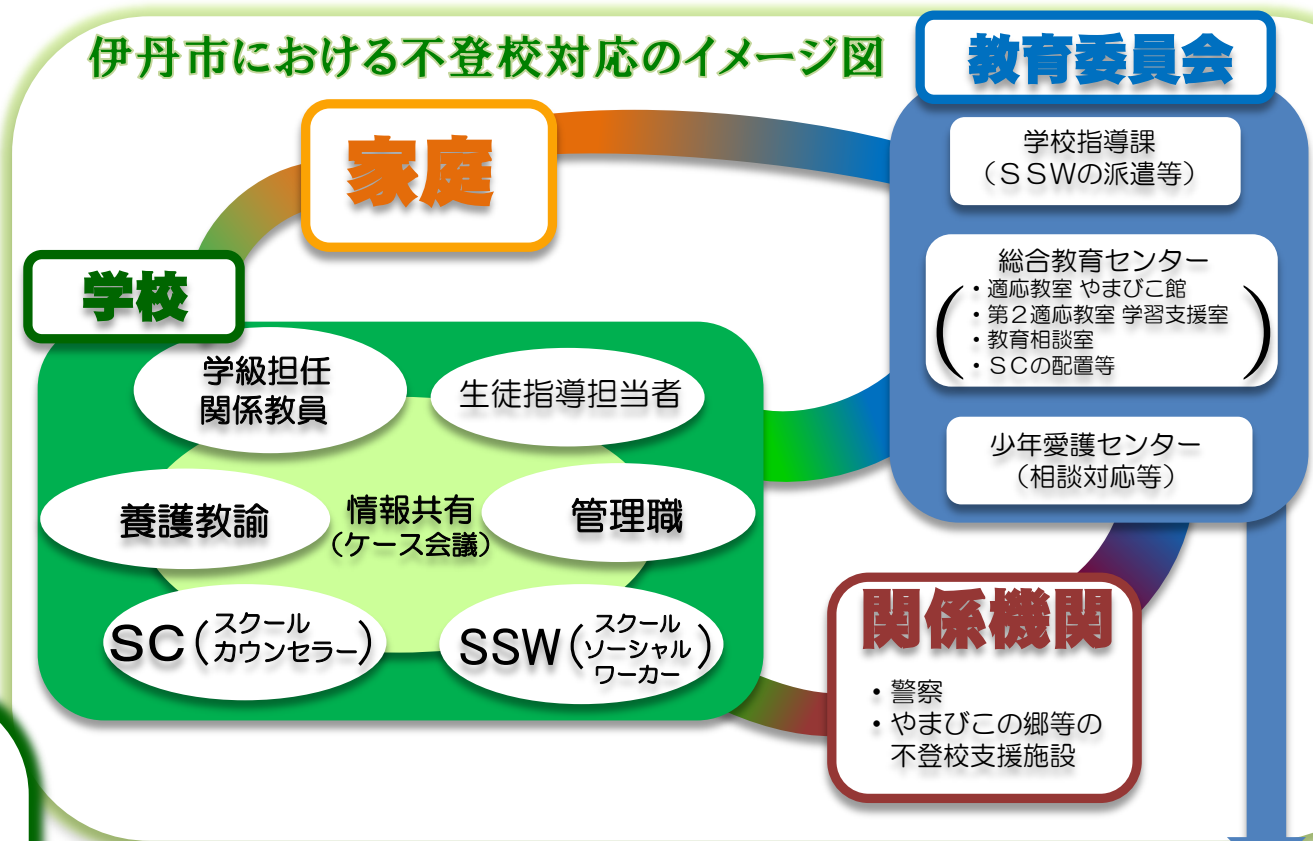 伊丹市における不登校対応のイメージ図
教育委員会
学校指導課
（ＳＳＷの派遣等）
総合教育センター
・適応教室 やまびこ館
・第２適応教室 学習支援室
・教育相談室
・ＳＣの配置等
少年愛護センター
（相談対応等）
家庭
学校
学級担任
関係教員
生徒指導担当者
養護教諭
情報共有
（ケース会議）
管理職
SC（スクール
カウンセラー）
SSW（スクール
ソーシャル
ワーカー）
関係機関
・警察
・やまびこの郷等の
不登校支援施設